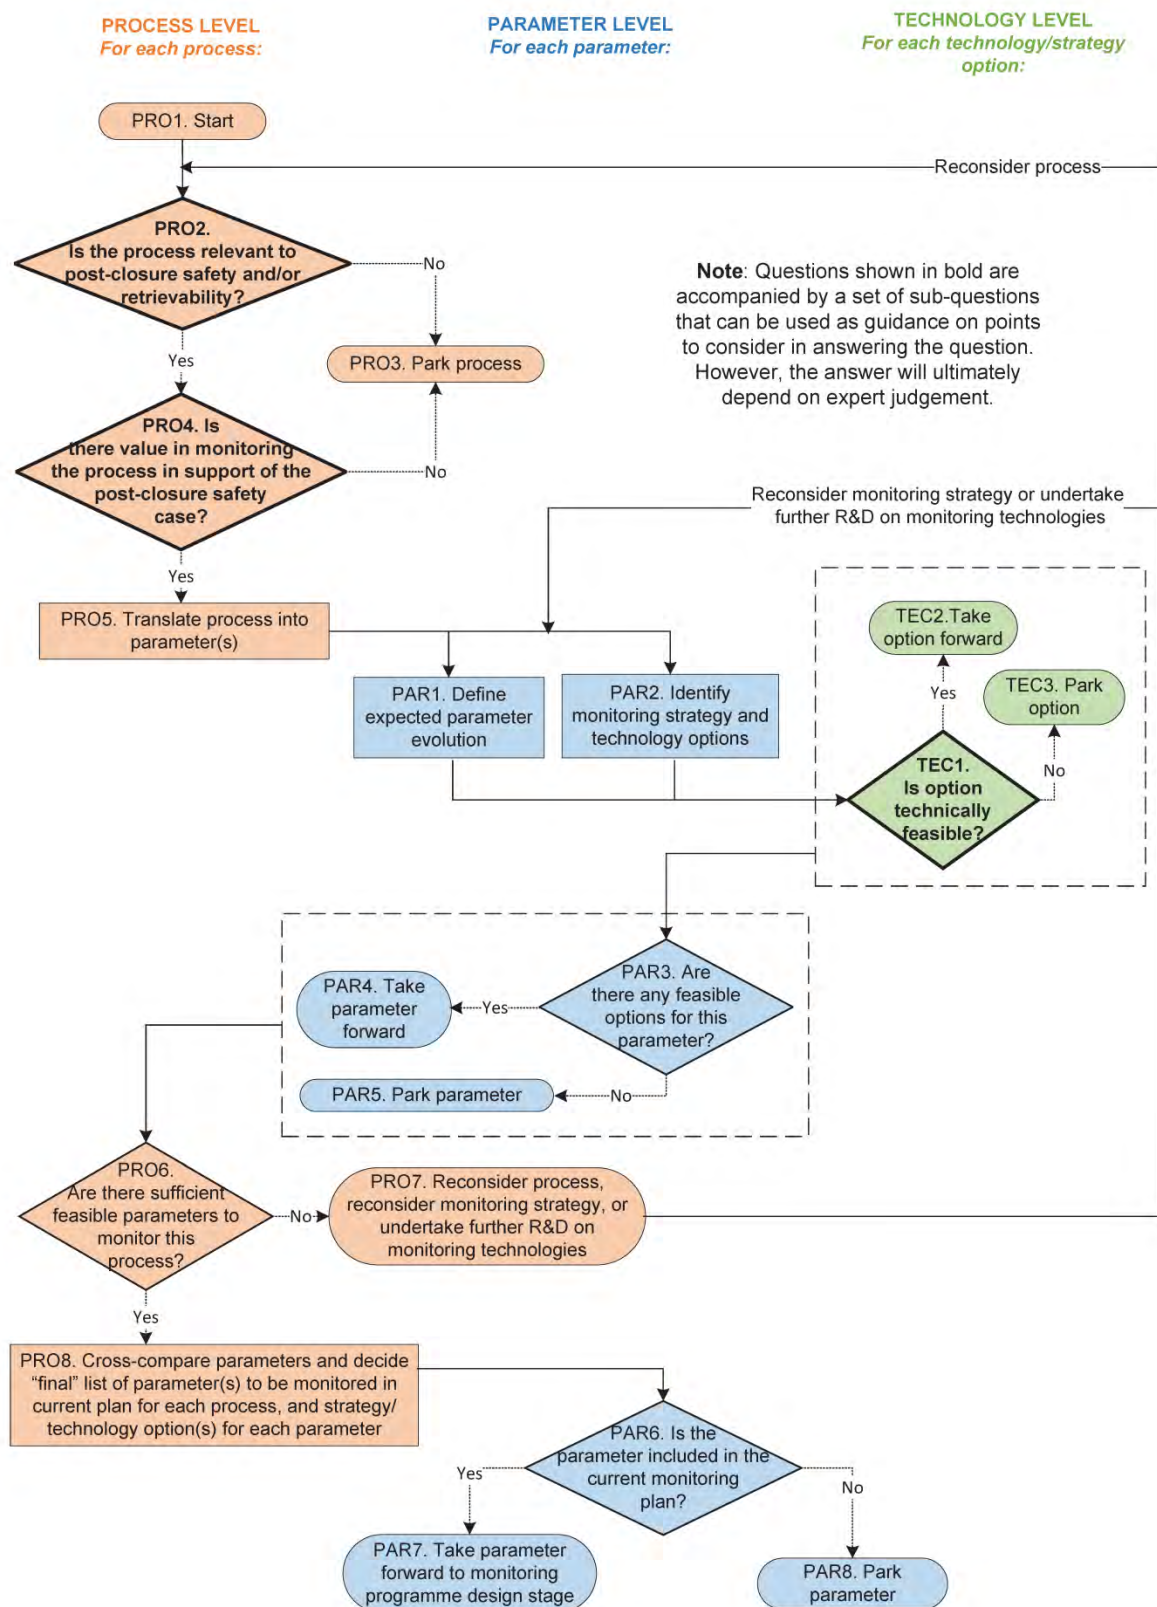 PROCESS LEVEL
For each process:
PARAMETER LEVEL
For each parameter:
TECHNOLOGY LEVEL
For each technology/strategy
option:
PRO1. Start
Reconsider process
PRO2.
Is the process relevant to
post-closure safety and/or
retrievability?
No
Note: Questions shown in bold are
accompanied by a set of sub-questions
that can be used as guidance on points
to consider in answering the question.
However, the answer will ultimately
depend on expert judgement.
Yes
PRO3. Park process
PRO4. Is
there value in monitoring
the process in support of the
post-closure safety
case?
No
Reconsider monitoring strategy or undertake
further R&D on monitoring technologies
Yes
PRO5. Translate process into
parameter(s)
PAR1. Define
expected parameter
evolution
PAR2. Identify
monitoring strategy and
technology options
TEC2.Take
option forward
Yes
TEC3. Park
option
TEC1.
Is option
technically
feasible?
No
PAR3. Are
there any feasible
options for this
parameter?
Yes
PAR4. Take
parameter
forward
No
PAR5. Park parameter
PRO6.
Are there sufficient
feasible parameters to
monitor this
process?
No
PRO7. Reconsider process,
reconsider monitoring strategy, or
undertake further R&D on
monitoring technologies
Yes
PRO8. Cross-compare parameters and decide
“final” list of parameter(s) to be monitored in
current plan for each process, and strategy/
technology option(s) for each parameter
PAR6. Is the
parameter included in the
current monitoring
plan?
Yes
No
PAR7. Take parameter
forward to monitoring
programme design stage
PAR8. Park
parameter